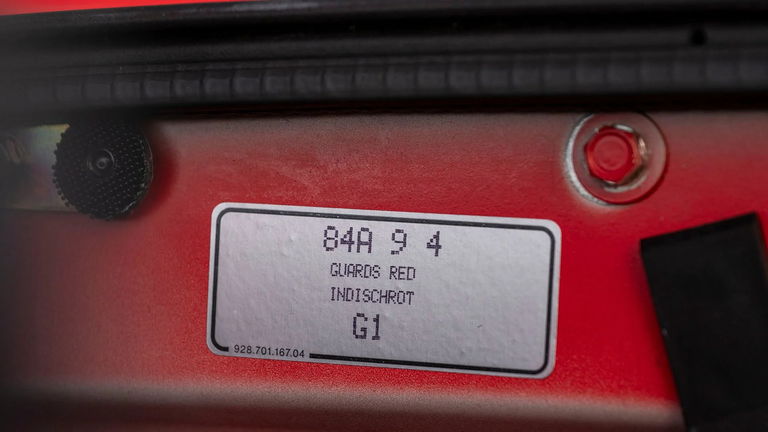 84A 9 4
GUARDS RED
INDISCHROT
G1
928.701.167.04